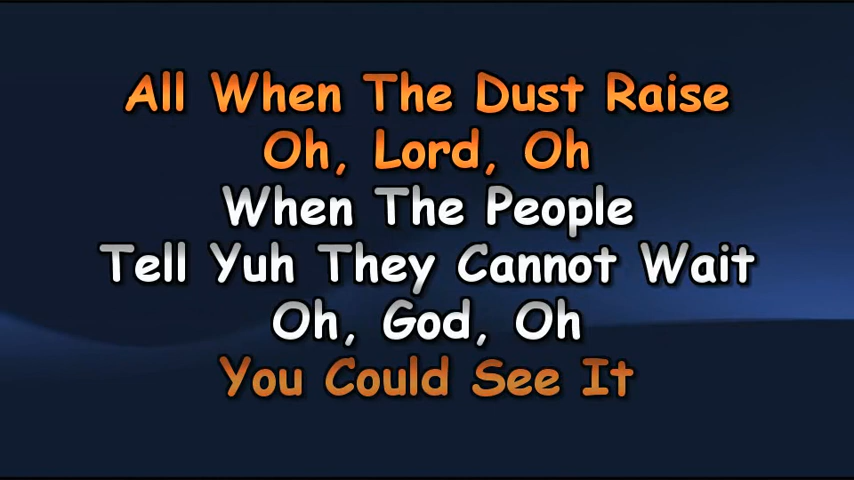 All When The Dust Raise
Oh, Lord, Oh
When The People
Tell Yuh They Cannot Wait
Oh, God, Oh
You Could See It